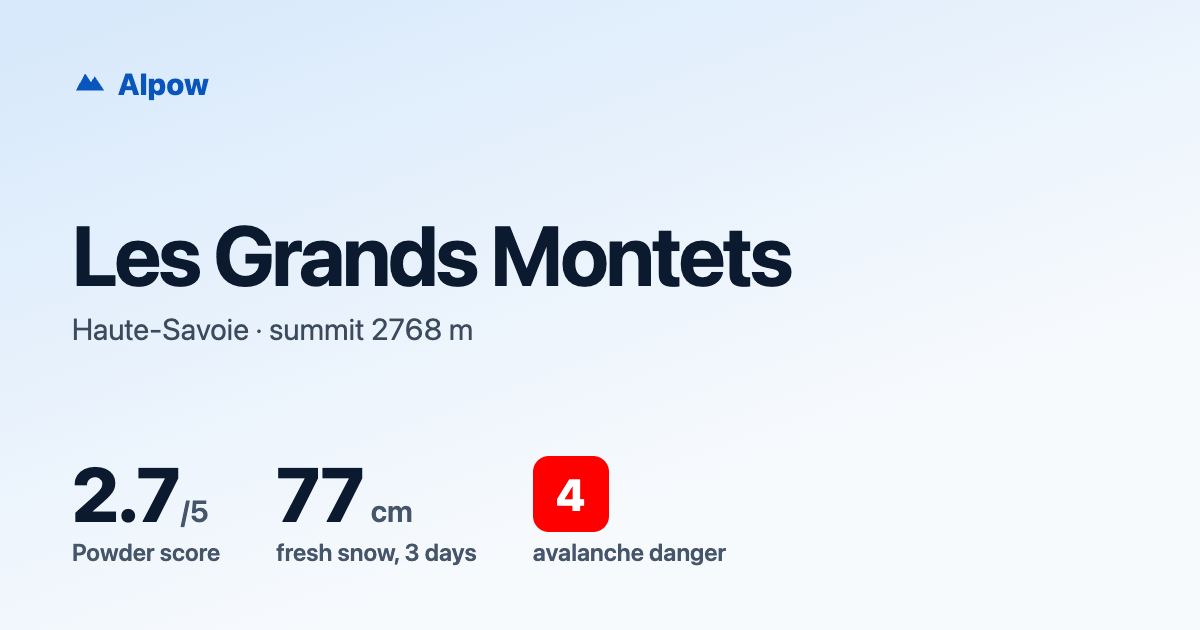 Alpow
Les Grands Montets
Haute-Savoie · summit 2768 m
2.7/5
Powder score
77 cm
fresh snow, 3 days
4
avalanche danger